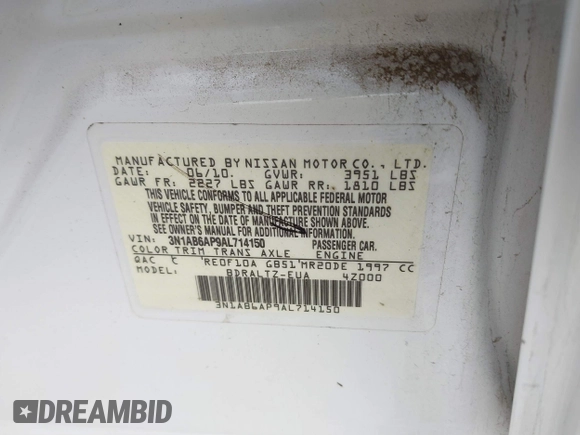 MANUFACTURED BY NISSAN MOTOR CO., LTD.
DATE: 06/10. GVWR: 3951 LBS
GAWR FR: 2227 LBS GAWR RR: 1810 LBS
THIS VEHICLE CONFORMS TO ALL APPLICABLE FEDERAL MOTOR
VEHICLE SAFETY, BUMPER AND THEFT PREVENTION STANDARDS
IN EFFECT ON THE DATE OF MANUFACTURE SHOWN ABOVE.
SEE OWNER'S MANUAL FOR ADDITIONAL INFORMATION.
VIN: 3N1AB6AP9AL714150 PASSENGER CAR.
COLOR TRIM TRANS AXLE ENGINE
QAC RE0F10A GB51 MR20DE 1997 CC
MODEL: BDRALTZ-EUA 4Z000
3N1AB6AP9AL714150
DREAMBID